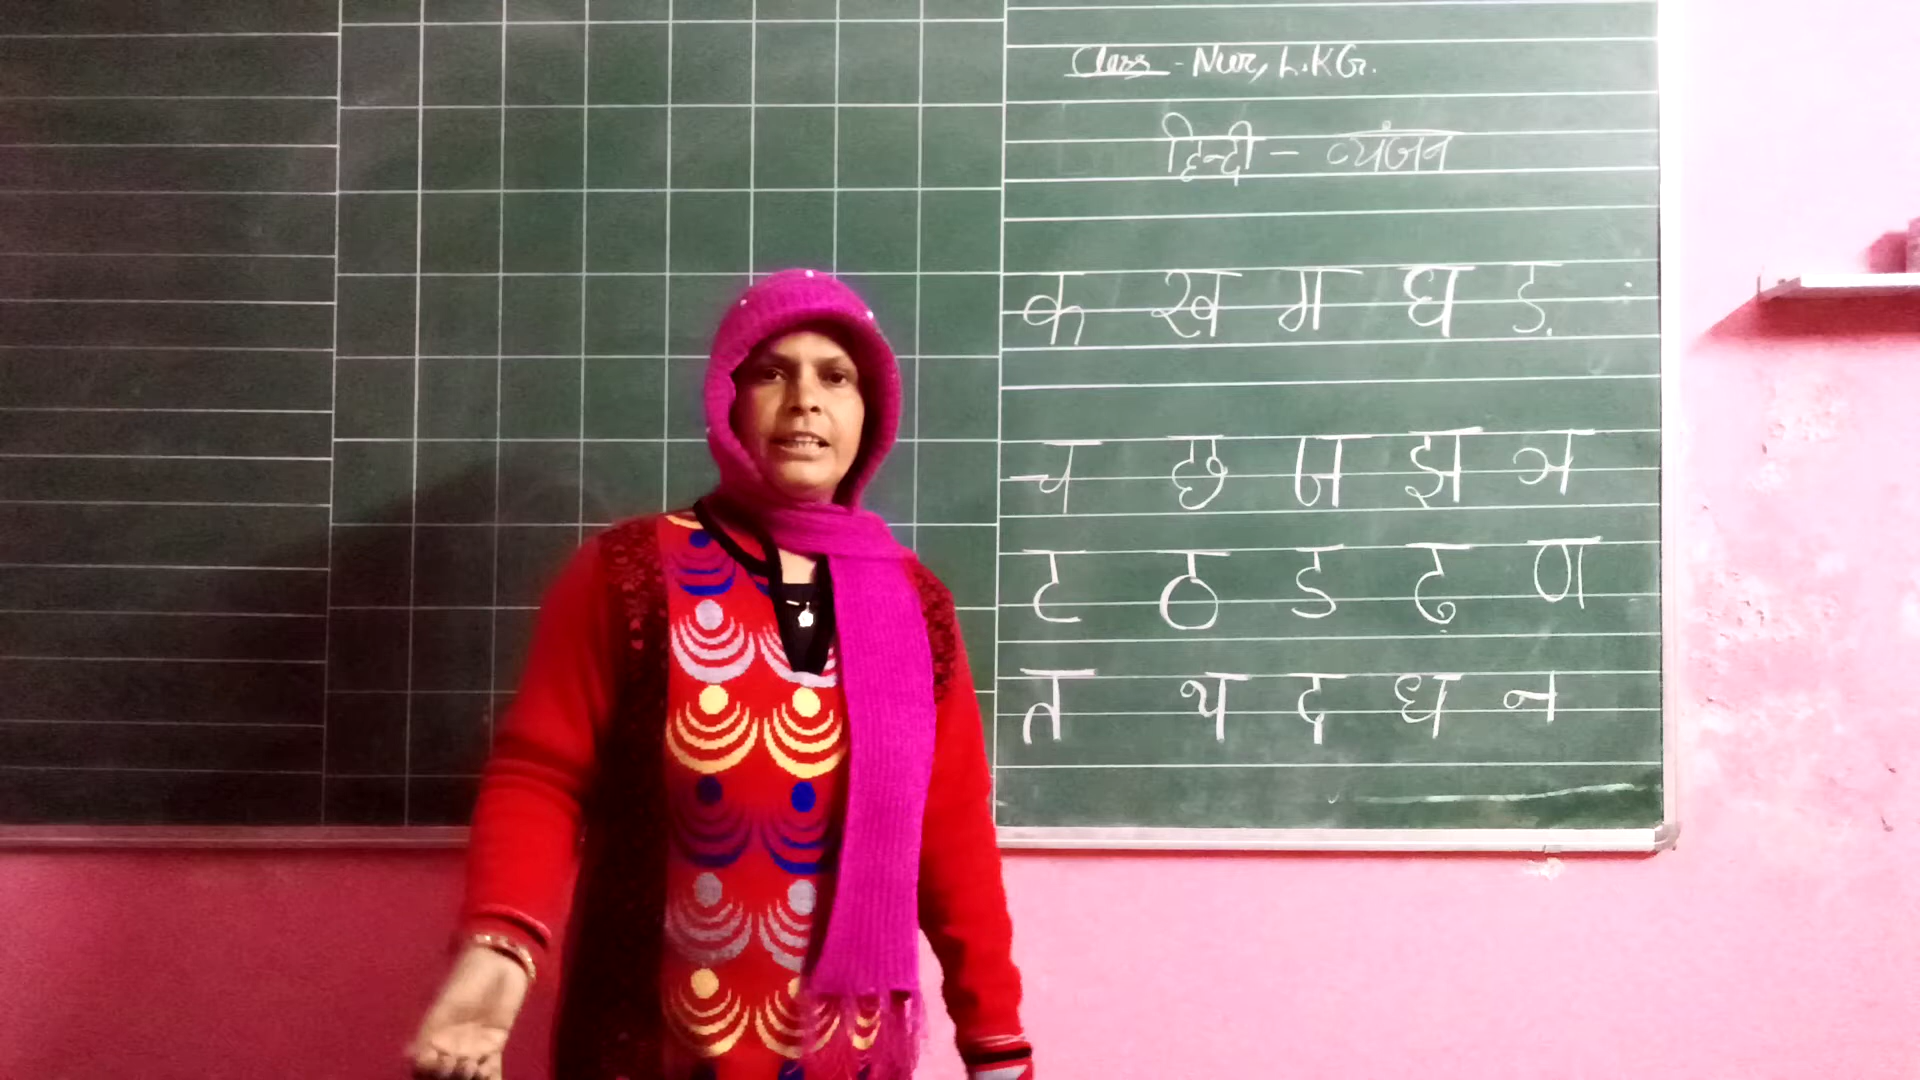 Class - Nur, L.K.G.
हिन्दी - व्यंजन
क ख ग घ ङ
च छ ज झ ञ
ट ठ ड ढ़ ण
त थ द ध न